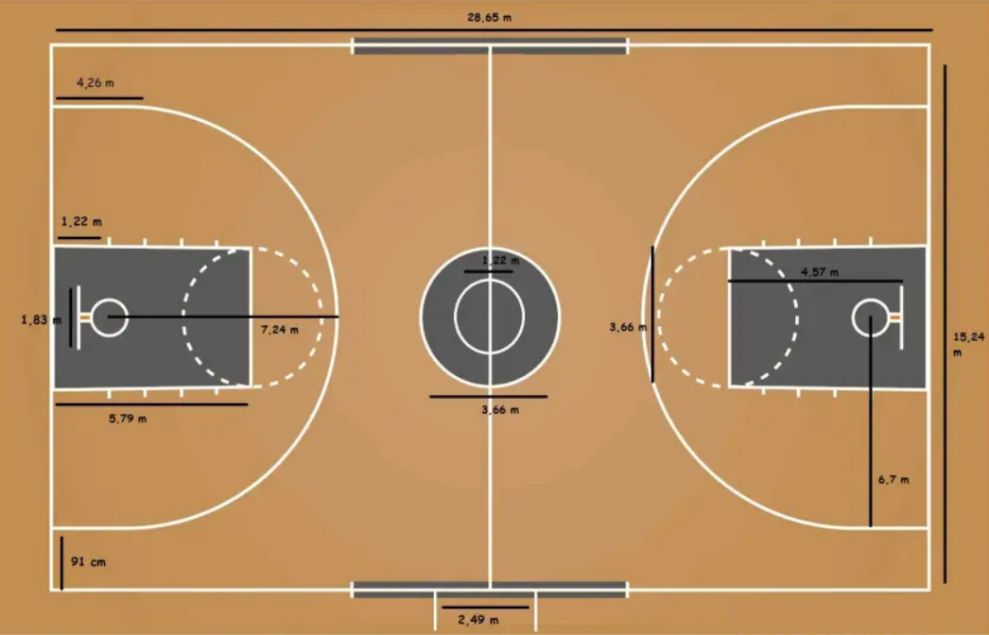 28,65 m
4,26 m
1,22 m
1,22 m
4,57 m
1,83 m
7,24 m
3,66 m
15,24
m
3,66 m
5,79 m
6,7 m
91 cm
2,49 m